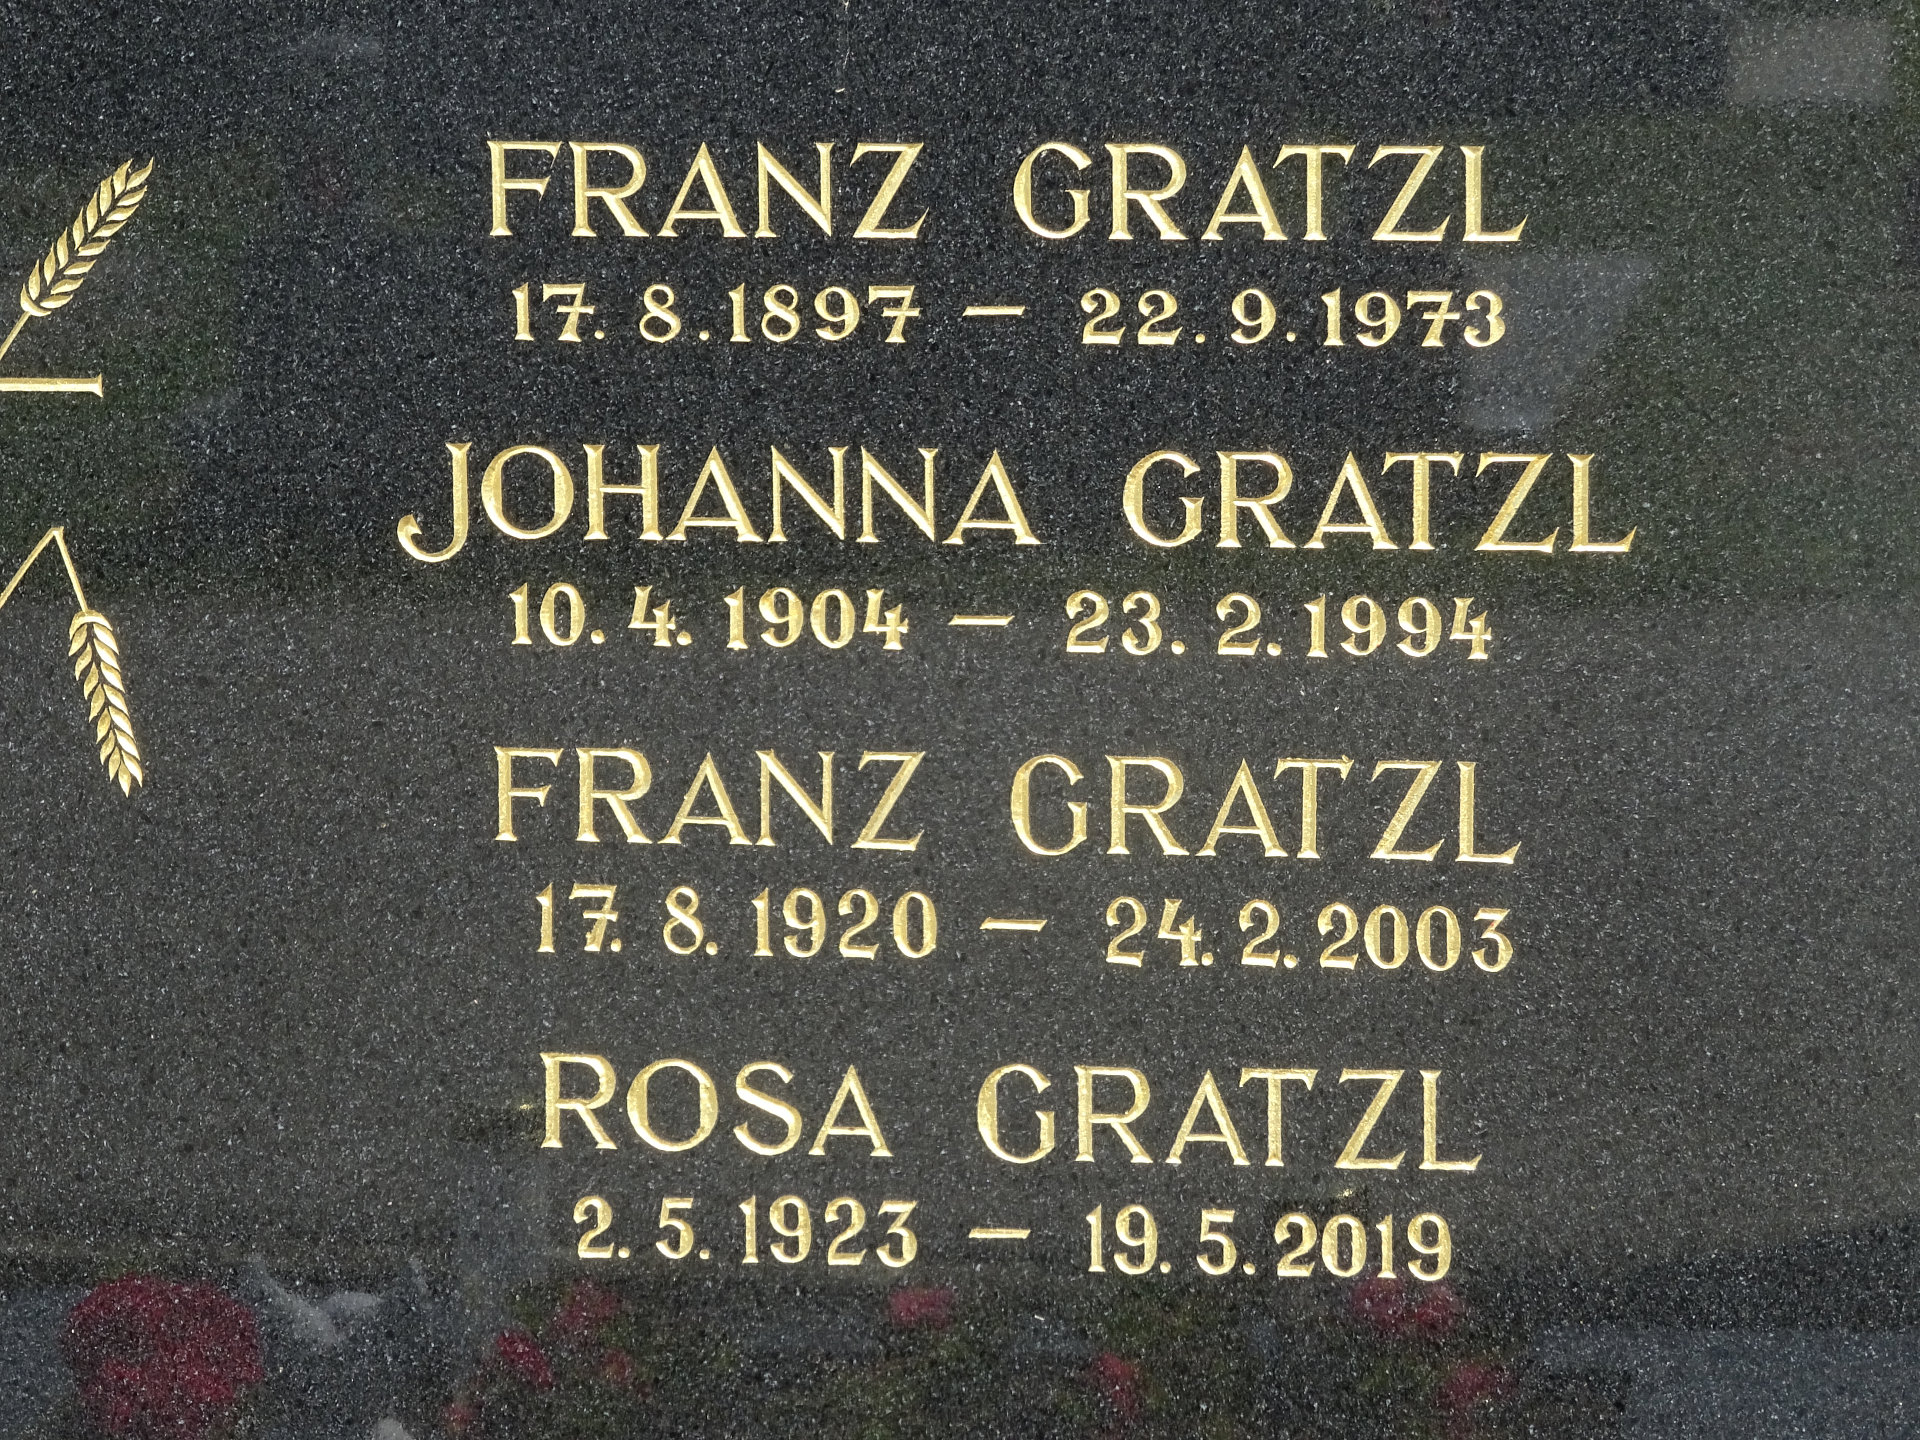 FRANZ GRATZL
17. 8. 1897 — 22. 9. 1973
JOHANNA GRATZL
10. 4. 1904 — 23. 2. 1994
FRANZ GRATZL
17. 8. 1920 — 24. 2. 2003
ROSA GRATZL
2. 5. 1923 — 19. 5. 2019